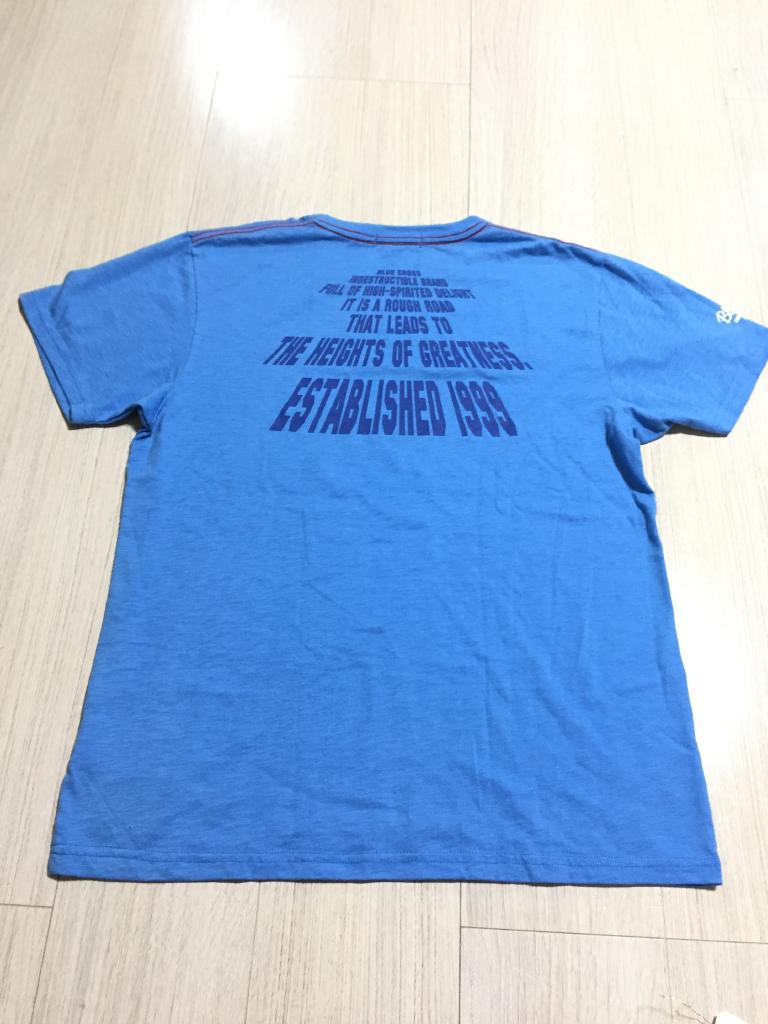 BLUE CROSS
INDESTRUCTIBLE BRAND
FULL OF HIGH-SPIRITED DELIGHT
IT IS A ROUGH ROAD
THAT LEADS TO
THE HEIGHTS OF GREATNESS.
ESTABLISHED 1999